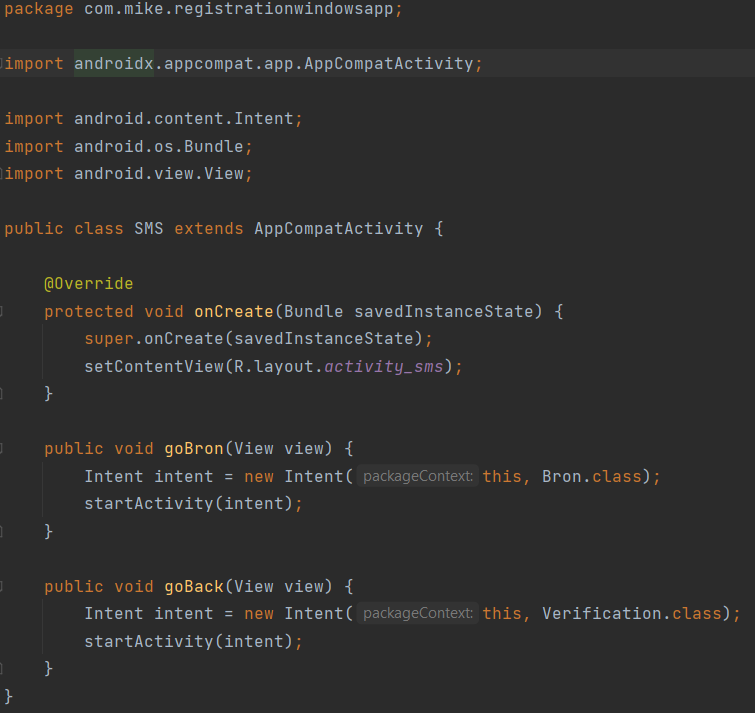 package com.mike.registrationwindowsapp;
import androidx.appcompat.app.AppCompatActivity;
import android.content.Intent;
import android.os.Bundle;
import android.view.View;
public class SMS extends AppCompatActivity {
@Override
protected void onCreate(Bundle savedInstanceState) {
super.onCreate(savedInstanceState);
setContentView(R.layout.activity_sms);
}
public void goBron(View view) {
Intent intent = new Intent( packageContext: this, Bron.class);
startActivity(intent);
}
public void goBack(View view) {
Intent intent = new Intent( packageContext: this, Verification.class);
startActivity(intent);
}
}